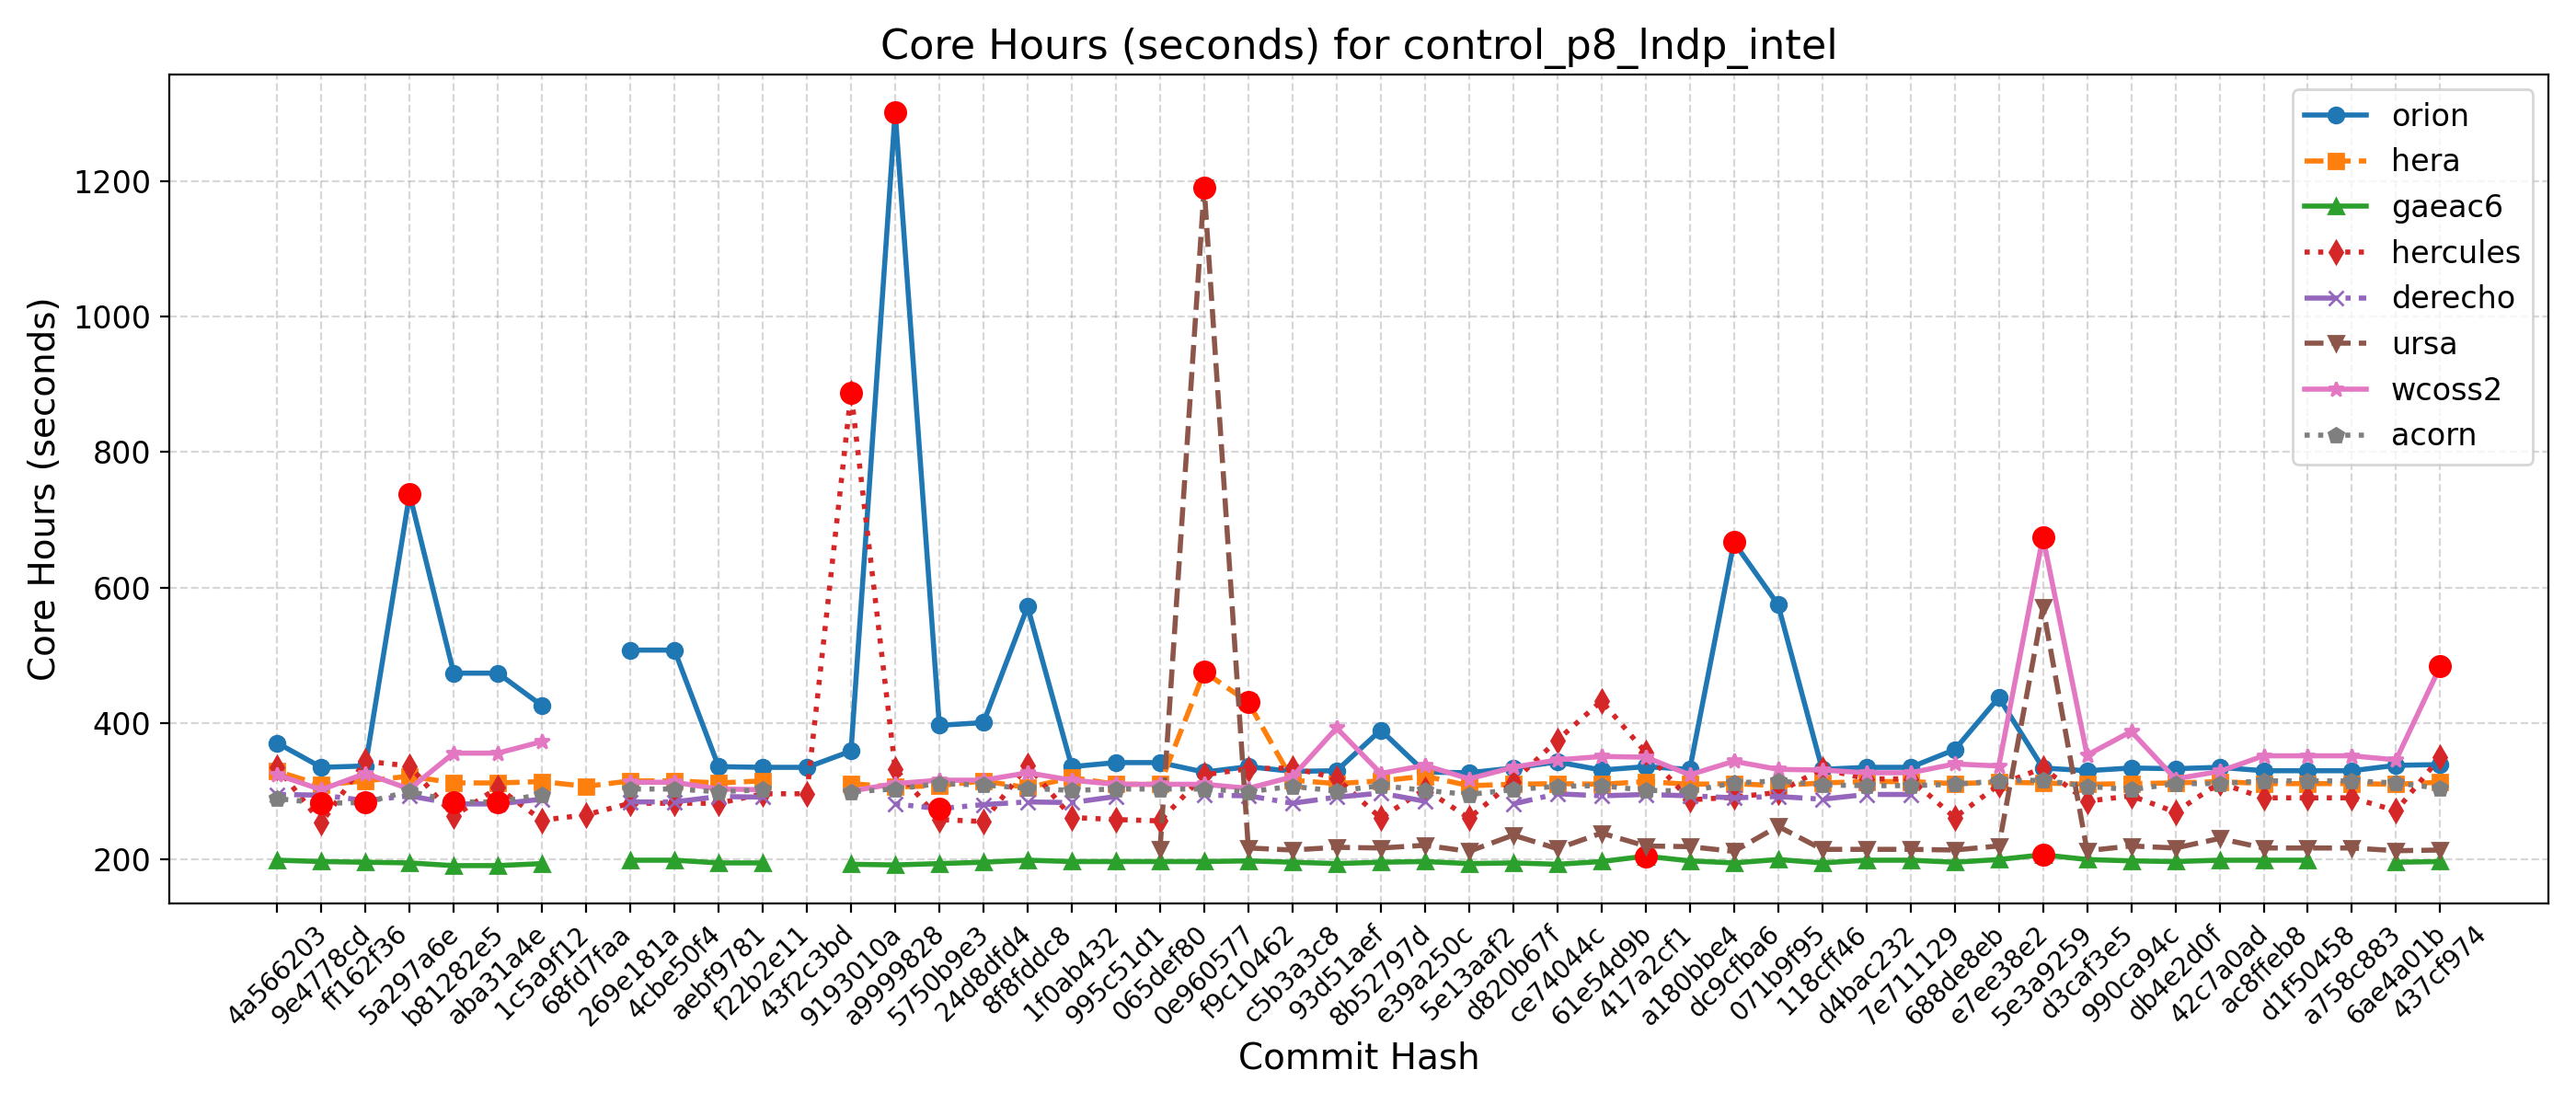 Core Hours (seconds) for control_p8_lndp_intel
Core Hours (seconds)
1200
1000
800
600
400
200
orion
hera
gaeac6
hercules
derecho
ursa
wcoss2
acorn
4a566203
9e4778cd
ff162f36
5a297a6e
b81282e5
aba31a4e
1c5a9f12
68fd7faa
269e181a
4cbe50f4
aebf9781
f22b2e11
43f2c3bd
9193010a
a9999828
5750b9e3
24d8dfd4
8f8fddc8
1f0ab432
995c51d1
065def80
0e960577
f9c10462
c5b3a3c8
93d51aef
8b52797d
e39a250c
5e13aaf2
d820b67f
ce74044c
61e54d9b
417a2cf1
a180bbe4
dc9cfba6
071b9f95
118cff46
d4bac232
7e711129
688de8eb
e7ee38e2
5e3a9259
d3caf3e5
990ca94c
db4e2d0f
42c7a0ad
ac8ffeb8
d1f50458
a758c883
6ae4a01b
437cf974
Commit Hash